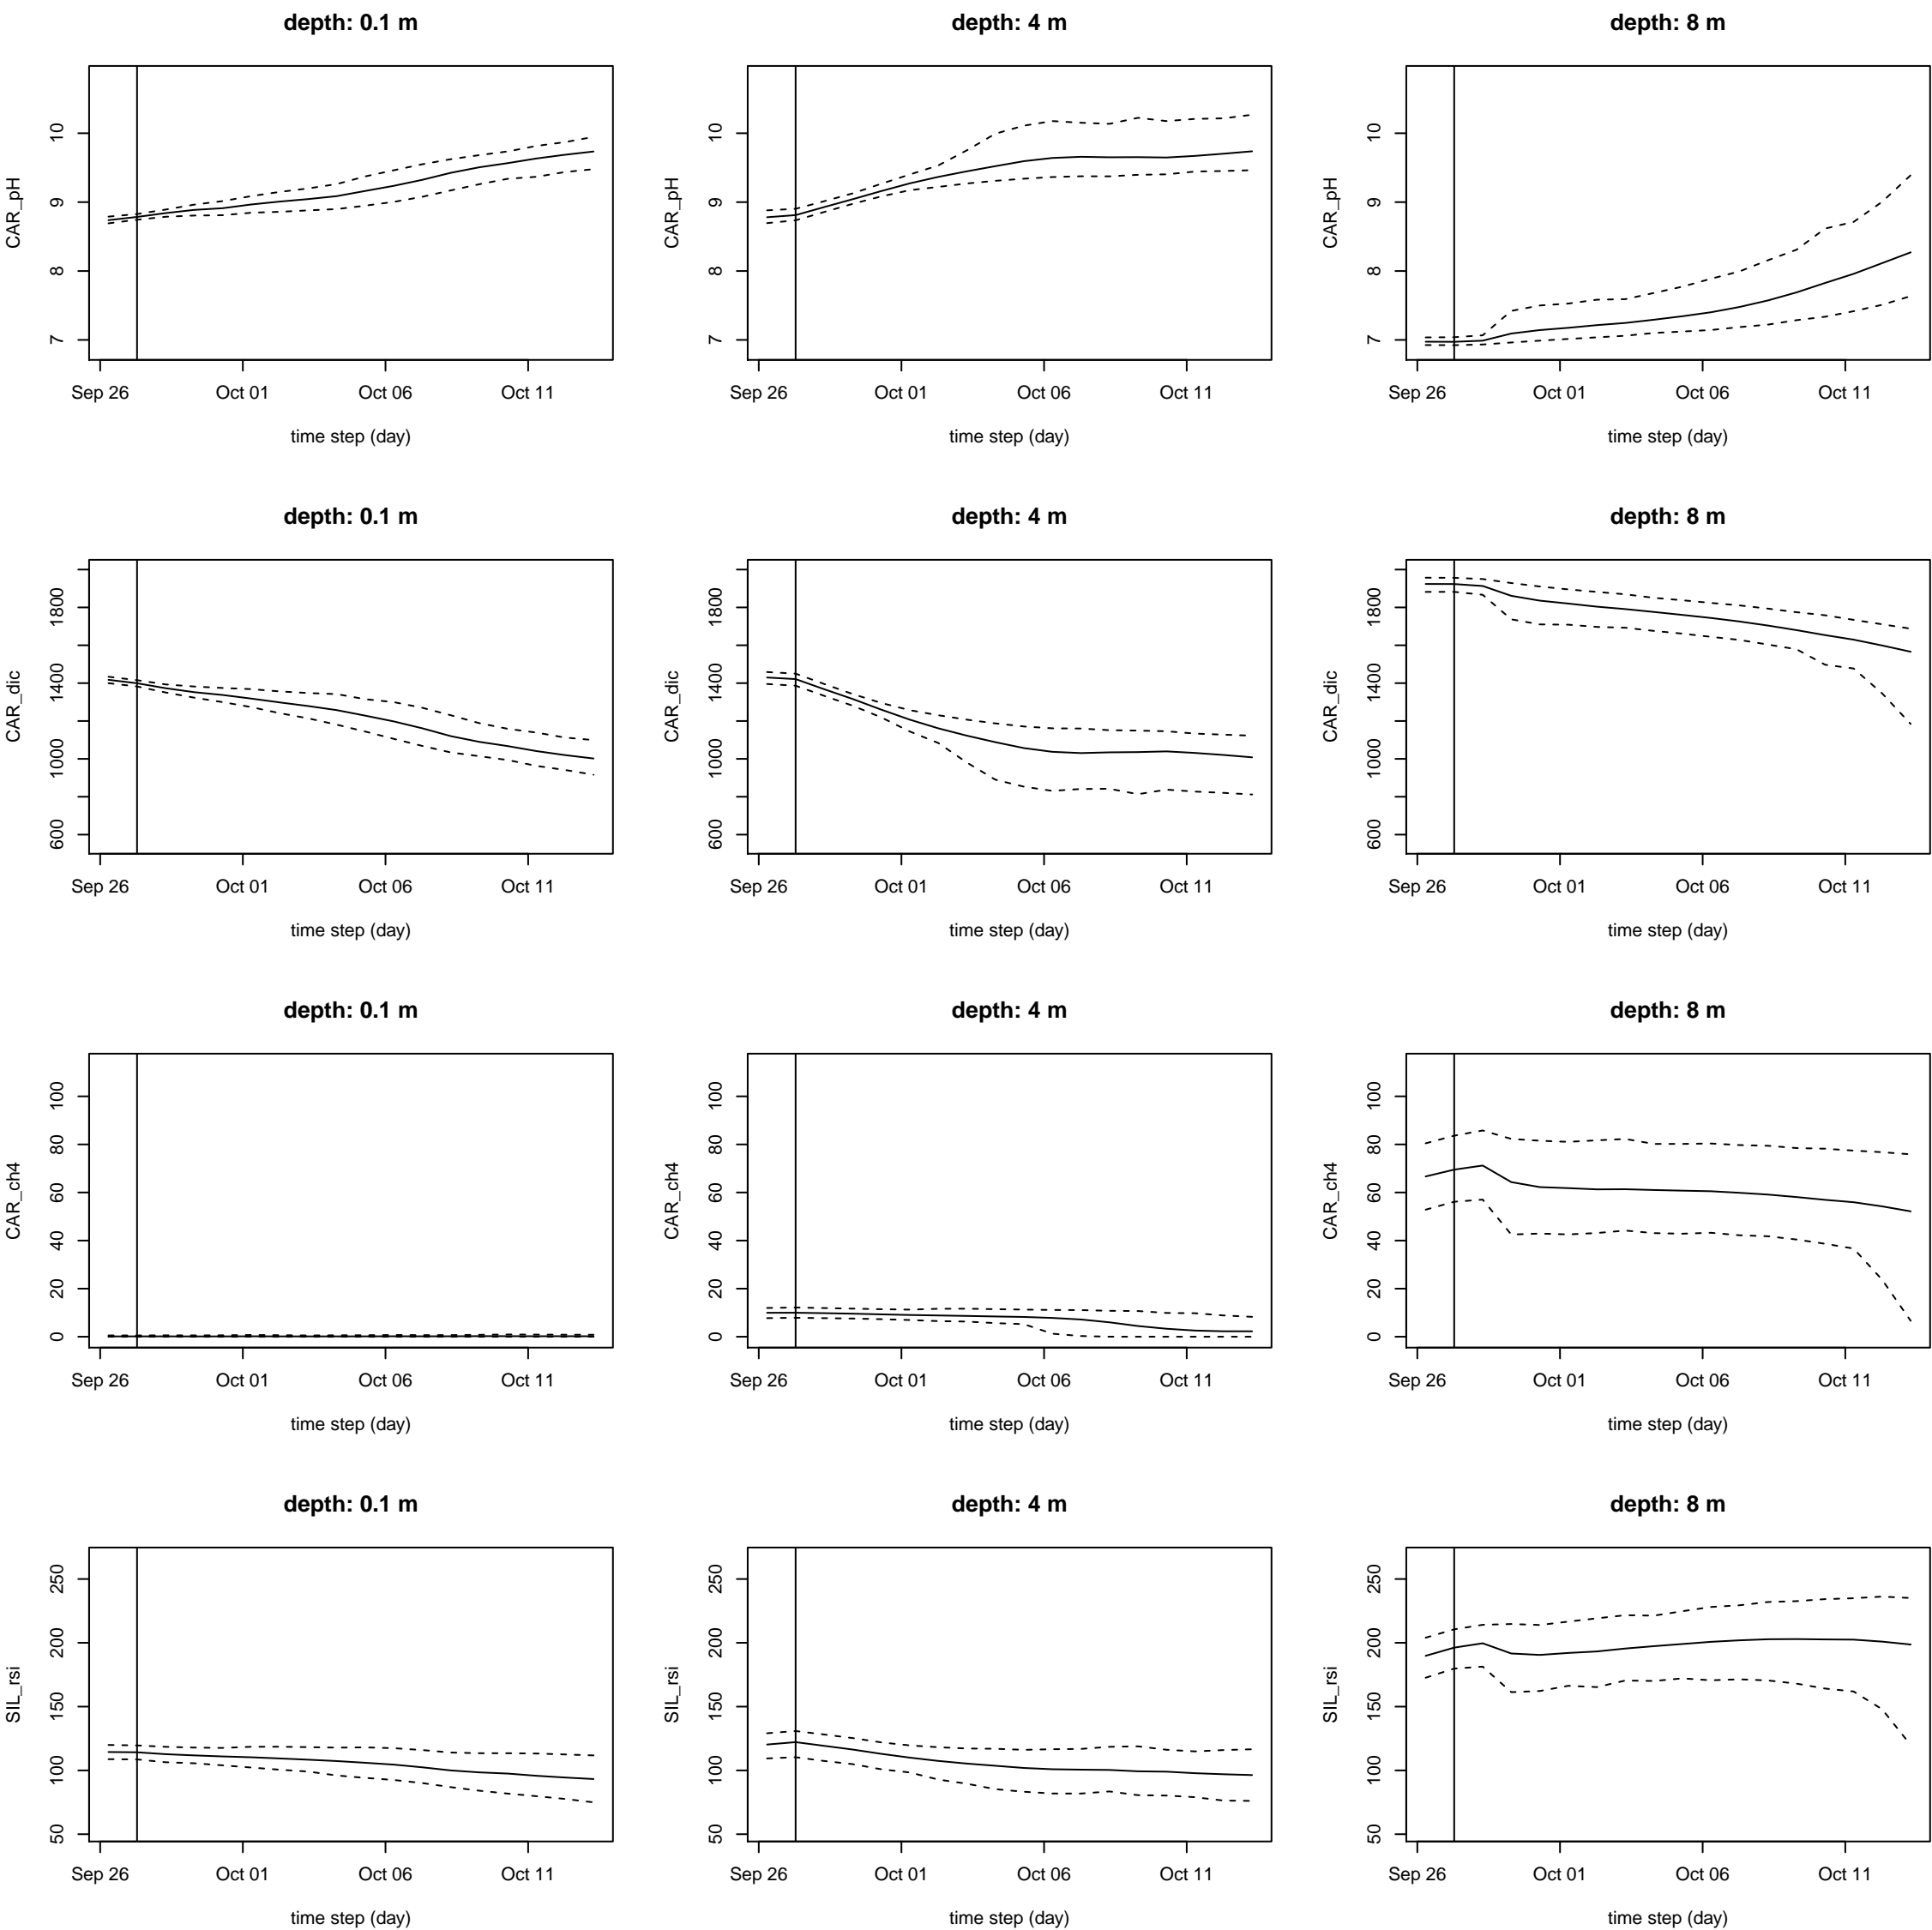 depth: 0.1 m
CAR_pH
10
9
8
7
Sep 26 Oct 01 Oct 06 Oct 11
time step (day)
depth: 4 m
CAR_pH
10
9
8
7
Sep 26 Oct 01 Oct 06 Oct 11
time step (day)
depth: 8 m
CAR_pH
10
9
8
7
Sep 26 Oct 01 Oct 06 Oct 11
time step (day)
depth: 0.1 m
CAR_dic
1800
1400
1000
600
Sep 26 Oct 01 Oct 06 Oct 11
time step (day)
depth: 4 m
CAR_dic
1800
1400
1000
600
Sep 26 Oct 01 Oct 06 Oct 11
time step (day)
depth: 8 m
CAR_dic
1800
1400
1000
600
Sep 26 Oct 01 Oct 06 Oct 11
time step (day)
depth: 0.1 m
CAR_ch4
100
80
60
40
20
0
Sep 26 Oct 01 Oct 06 Oct 11
time step (day)
depth: 4 m
CAR_ch4
100
80
60
40
20
0
Sep 26 Oct 01 Oct 06 Oct 11
time step (day)
depth: 8 m
CAR_ch4
100
80
60
40
20
0
Sep 26 Oct 01 Oct 06 Oct 11
time step (day)
depth: 0.1 m
SIL_rsi
250
200
150
100
50
Sep 26 Oct 01 Oct 06 Oct 11
time step (day)
depth: 4 m
SIL_rsi
250
200
150
100
50
Sep 26 Oct 01 Oct 06 Oct 11
time step (day)
depth: 8 m
SIL_rsi
250
200
150
100
50
Sep 26 Oct 01 Oct 06 Oct 11
time step (day)